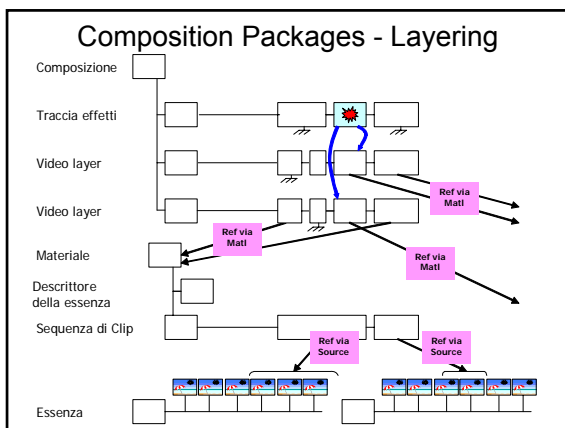 Composition Packages - Layering
Composizione
Traccia effetti
Video layer
Ref via
Matl
Video layer
Ref via
Matl
Ref via
Matl
Materiale
Descrittore
della essenza
Sequenza di Clip
Ref via
Source
Ref via
Source
Essenza